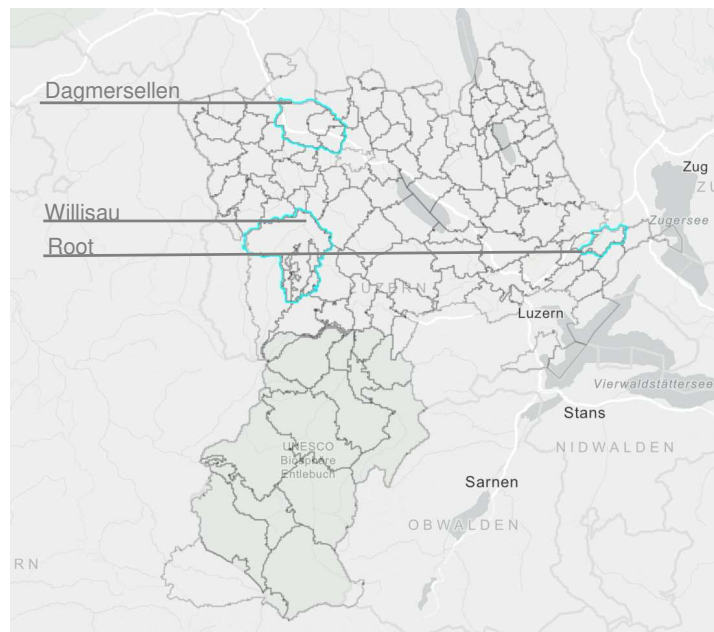 Dagmersellen
Zug
ZU
Willisau
Zugersee
Root
LUZERN
Luzern
Vierwaldstättersee
Stans
UNESCO
Biosphäre
Entlebuch
NIDWALDEN
Sarnen
OBWALDEN
RN